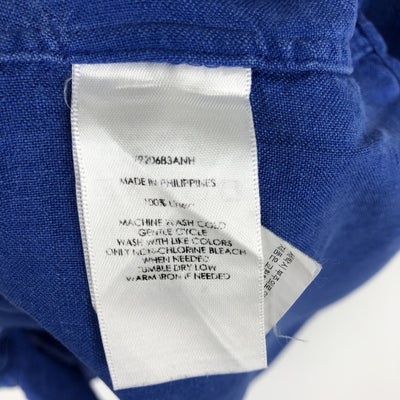 MADE IN PHILIPPINES
100% LINEN
MACHINE WASH COLD
GENTLE CYCLE
WASH WITH LIKE COLORS
ONLY NON-CHLORINE BLEACH
WHEN NEEDED
TUMBLE DRY LOW
WARM IRON IF NEEDED